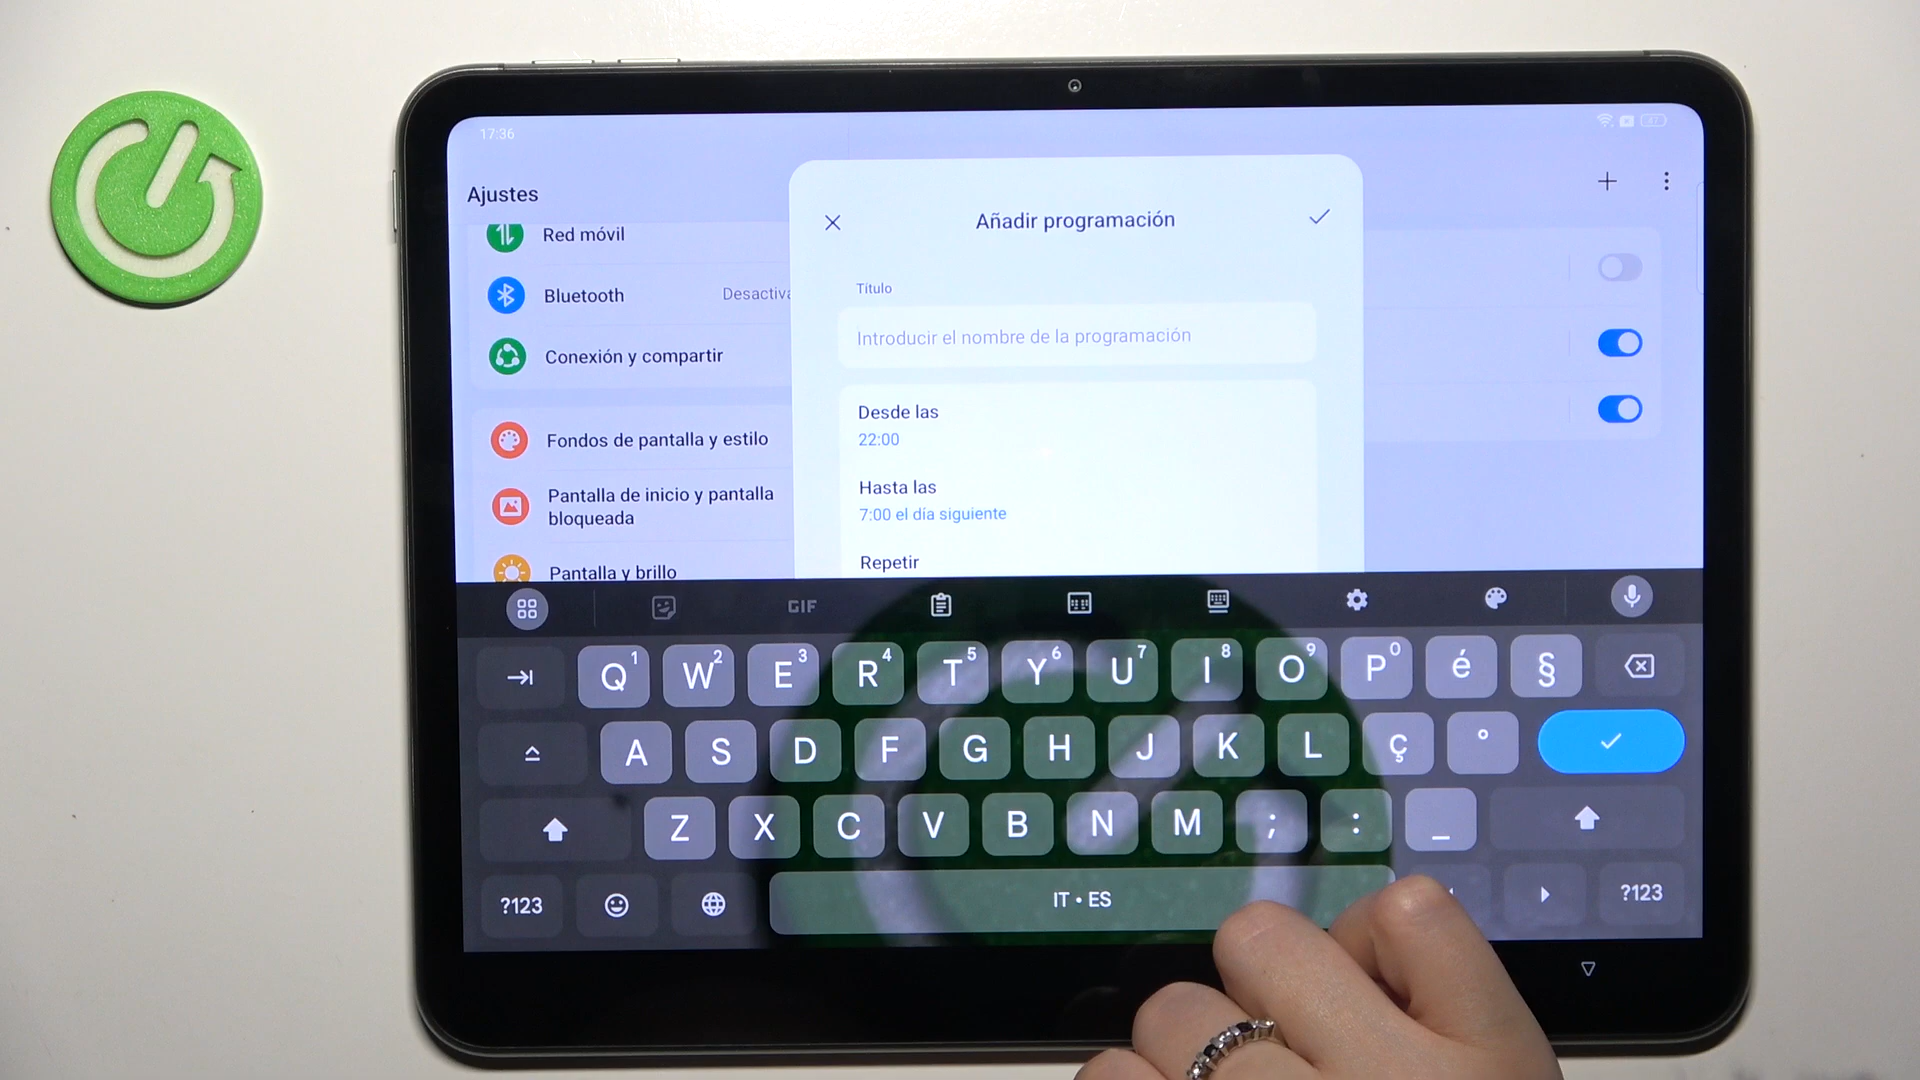 17:36
87
Ajustes
Red móvil
Bluetooth
Desactiva
Conexión y compartir
Fondos de pantalla y estilo
Pantalla de inicio y pantalla
bloqueada
Pantalla y brillo
Añadir programación
Título
Introducir el nombre de la programación
Desde las
22:00
Hasta las
7:00 el día siguiente
Repetir
GIF
Q1 W2 E3 R4 T5 Y6 U7 I8 O9 P0 é §
A S D F G H J K L ç °
Z X C V B N M ; : _
?123 IT • ES ?123